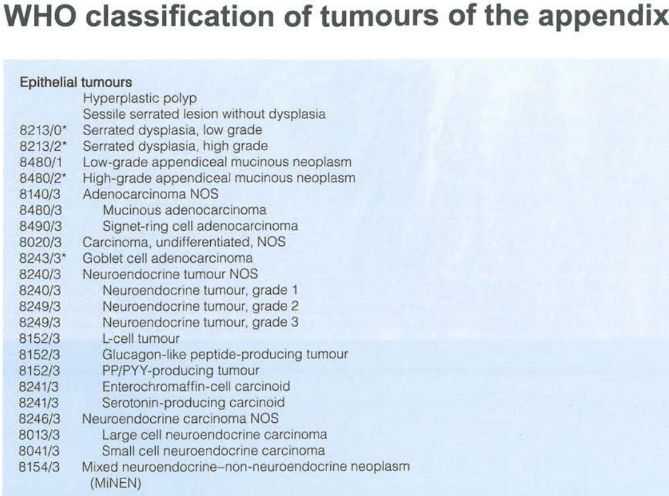 WHO classification of tumours of the appendix
Epithelial tumours
Hyperplastic polyp
Sessile serrated lesion without dysplasia
8213/0* Serrated dysplasia, low grade
8213/2* Serrated dysplasia, high grade
8480/1 Low-grade appendiceal mucinous neoplasm
8480/2* High-grade appendiceal mucinous neoplasm
8140/3 Adenocarcinoma NOS
8480/3 Mucinous adenocarcinoma
8490/3 Signet-ring cell adenocarcinoma
8020/3 Carcinoma, undifferentiated, NOS
8243/3* Goblet cell adenocarcinoma
8240/3 Neuroendocrine tumour NOS
8240/3 Neuroendocrine tumour, grade 1
8249/3 Neuroendocrine tumour, grade 2
8249/3 Neuroendocrine tumour, grade 3
8152/3 L-cell tumour
8152/3 Glucagon-like peptide-producing tumour
8152/3 PP/PYY-producing tumour
8241/3 Enterochromaffin-cell carcinoid
8241/3 Serotonin-producing carcinoid
8246/3 Neuroendocrine carcinoma NOS
8013/3 Large cell neuroendocrine carcinoma
8041/3 Small cell neuroendocrine carcinoma
8154/3 Mixed neuroendocrine–non-neuroendocrine neoplasm
(MiNEN)